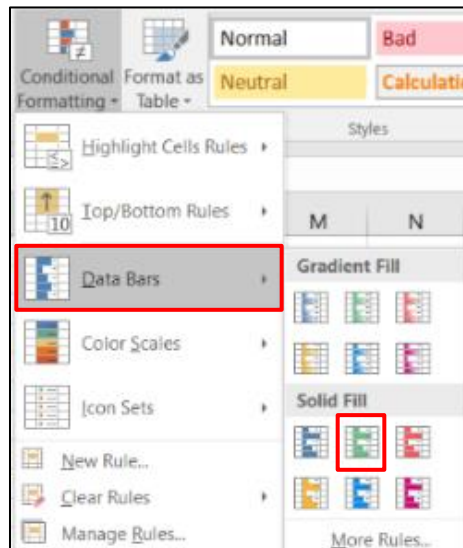 Normal
Bad
Conditional Formatting
Format as Table
Neutral
Calculati
Styles
Highlight Cells Rules
10
Top/Bottom Rules
M
N
Data Bars
Gradient Fill
Color Scales
Icon Sets
Solid Fill
New Rule...
Clear Rules
Manage Rules...
More Rules...